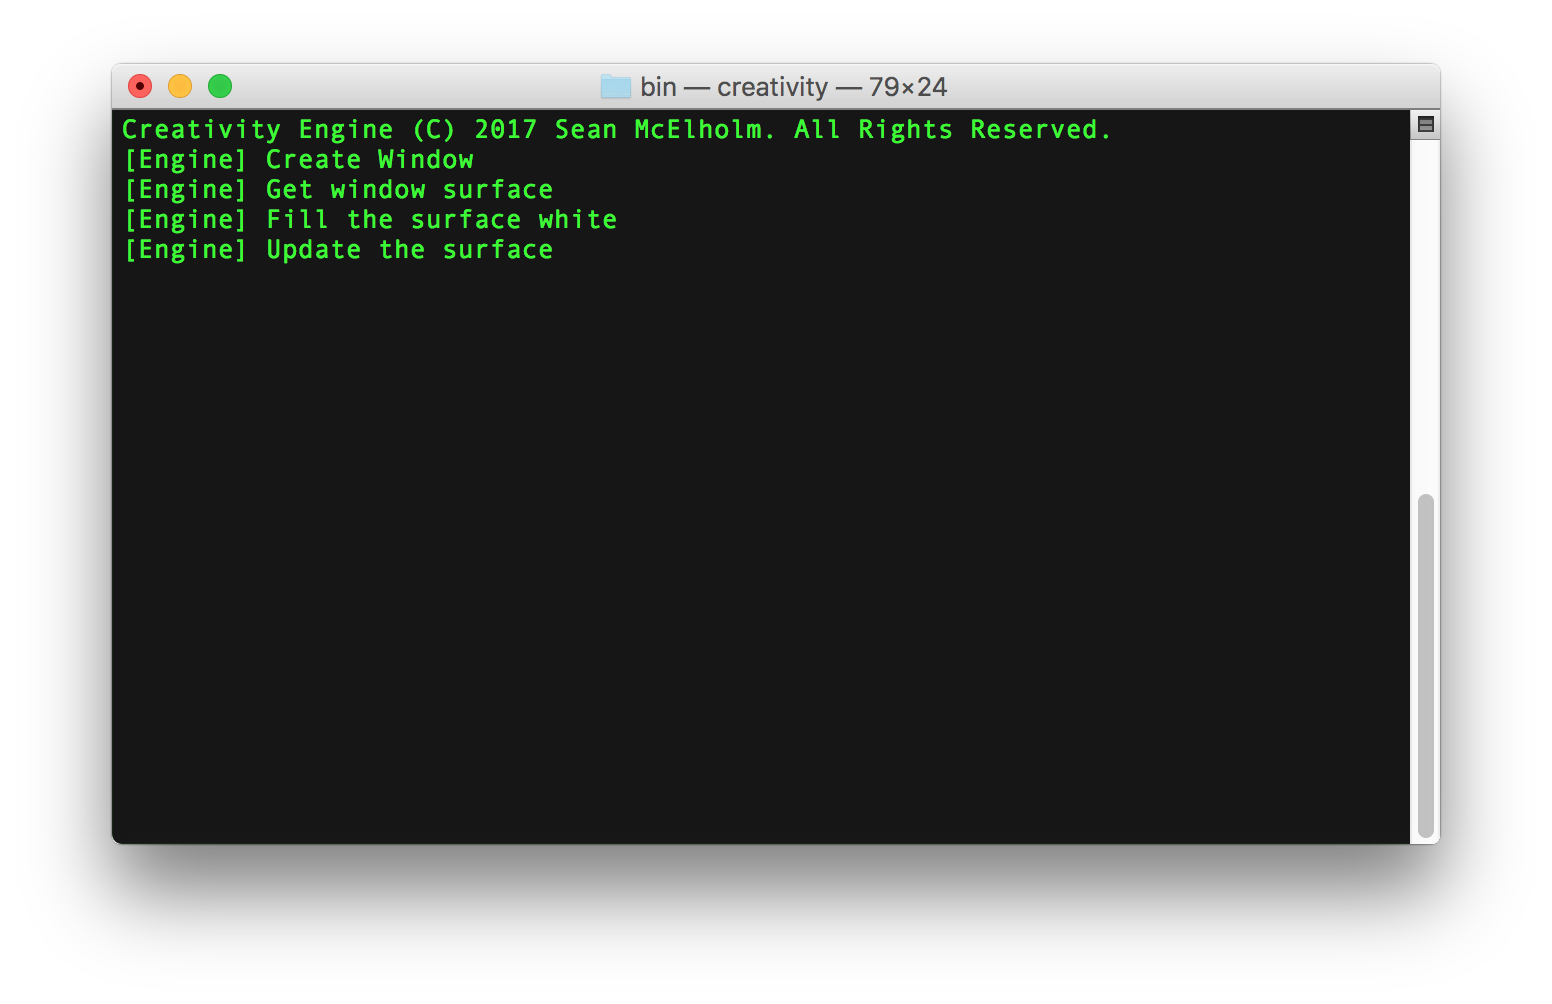 bin — creativity — 79×24
Creativity Engine (C) 2017 Sean McElholm. All Rights Reserved.
[Engine] Create Window
[Engine] Get window surface
[Engine] Fill the surface white
[Engine] Update the surface